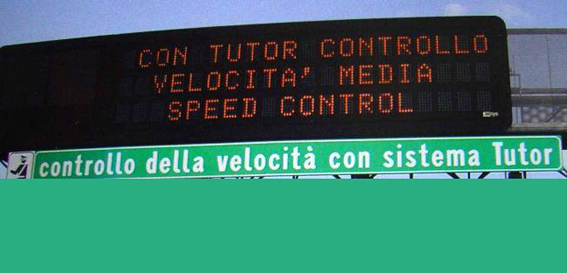 CON TUTOR CONTROLLO
VELOCITA' MEDIA
SPEED CONTROL
controllo della velocità con sistema Tutor